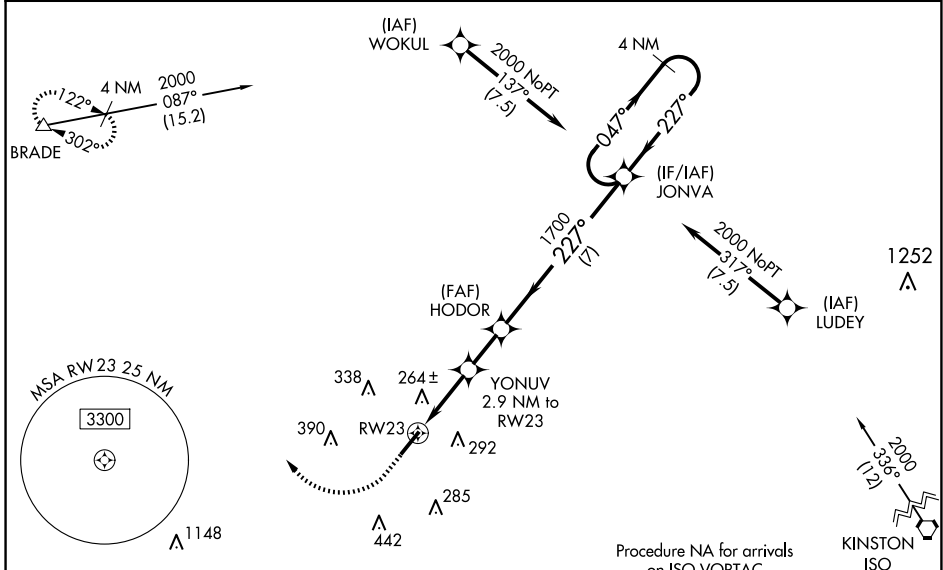 (IAF)
WOKUL
2000 NoPT
137°
(7.5)
4 NM
047°
227°
4 NM
2000
087°
(15.2)
122°
302°
BRADE
(IF/IAF)
JONVA
1700
227°
(7)
2000 NoPT
317°
(7.5)
1252
(IAF)
LUDEY
(FAF)
HODOR
YONUV
2.9 NM to
RW23
338
264±
390
RW23
292
285
442
MSA RW23 25 NM
3300
1148
2000
336°
(12)
KINSTON
ISO
Procedure NA for arrivals
on ISO VORTAC